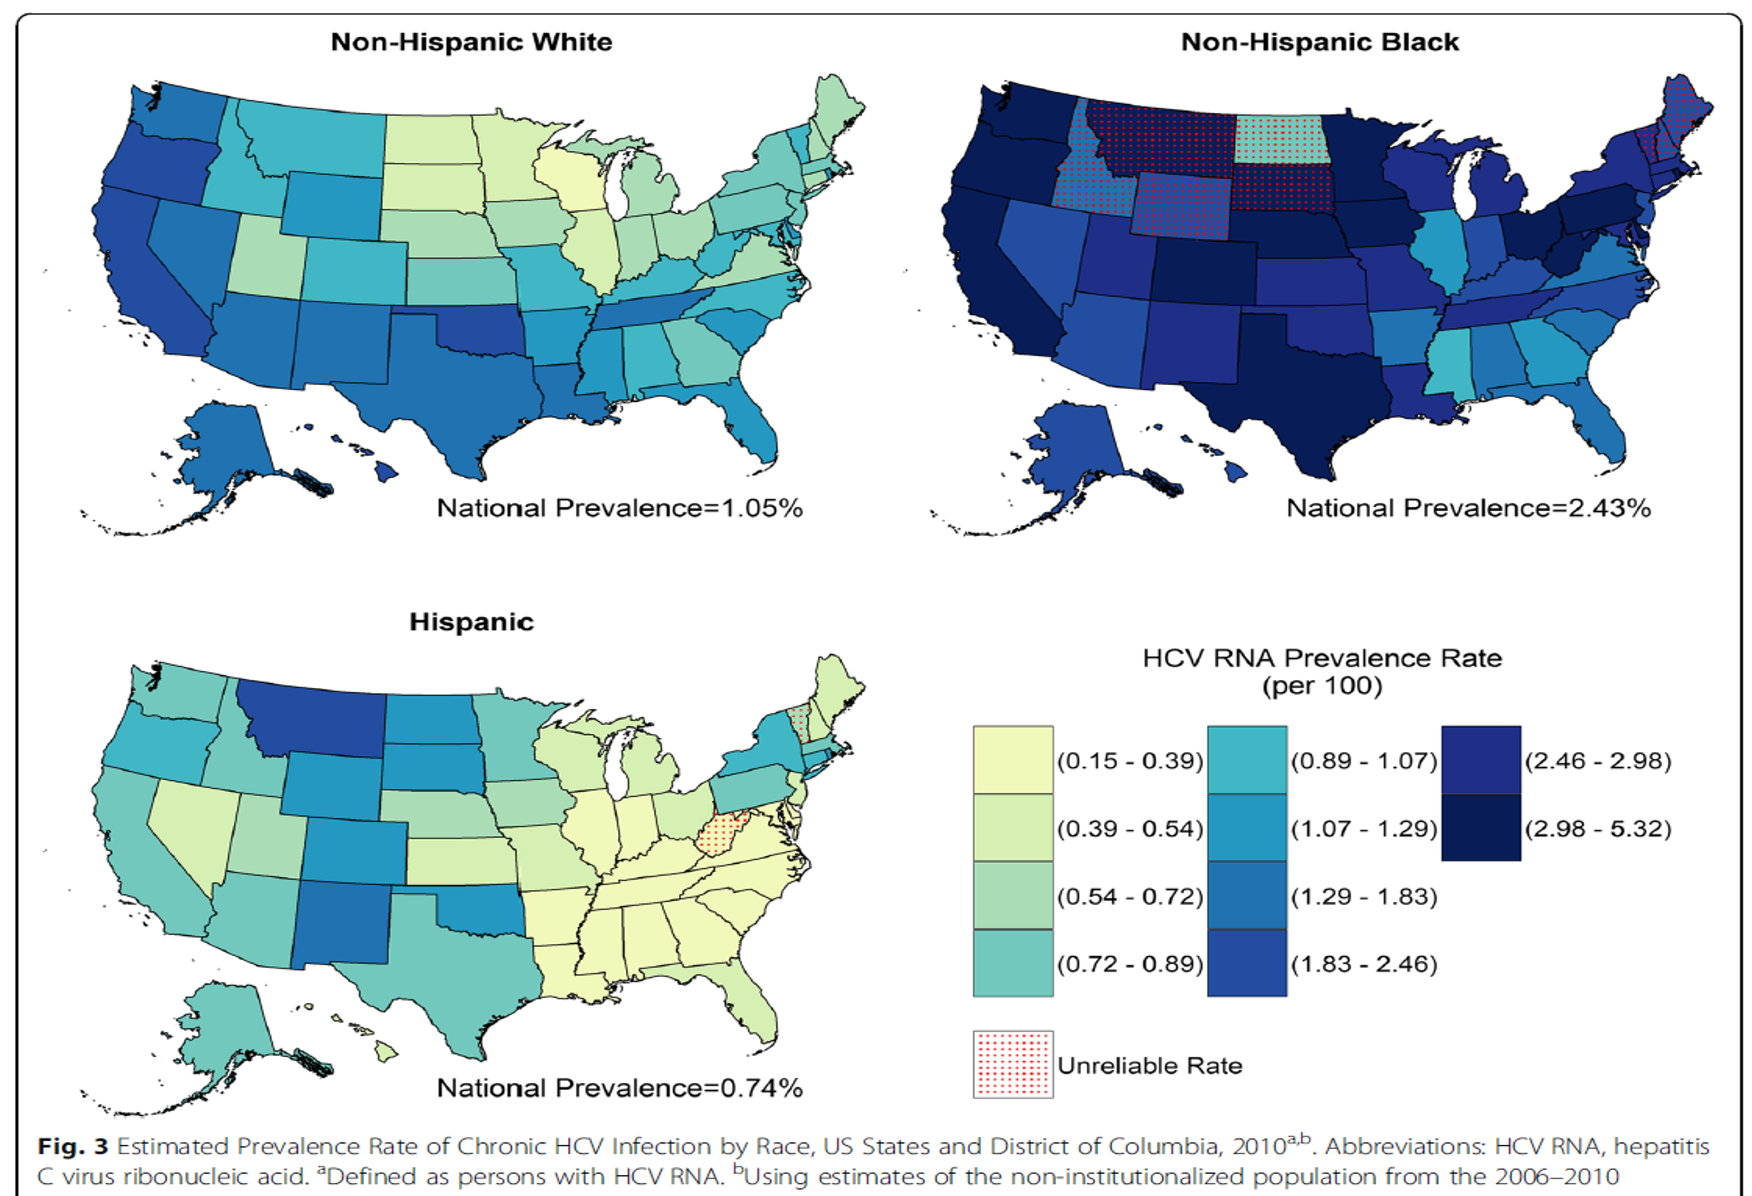 Non-Hispanic White
Non-Hispanic Black
National Prevalence=1.05%
National Prevalence=2.43%
Hispanic
National Prevalence=0.74%
HCV RNA Prevalence Rate
(per 100)
(0.15 - 0.39)
(0.39 - 0.54)
(0.54 - 0.72)
(0.72 - 0.89)
(0.89 - 1.07)
(1.07 - 1.29)
(1.29 - 1.83)
(1.83 - 2.46)
(2.46 - 2.98)
(2.98 - 5.32)
Unreliable Rate
Fig. 3 Estimated Prevalence Rate of Chronic HCV Infection by Race, US States and District of Columbia, 2010a,b. Abbreviations: HCV RNA, hepatitis
C virus ribonucleic acid. aDefined as persons with HCV RNA. bUsing estimates of the non-institutionalized population from the 2006–2010